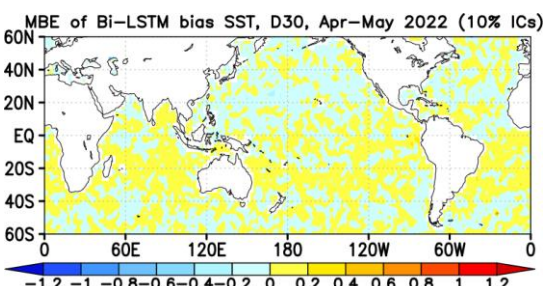 MBE of Bi-LSTM bias SST, D30, Apr-May 2022 (10% ICs)
60N
40N
20N
EQ
20S
40S
60S
0 60E 120E 180 120W 60W 0
-1.2 -1 -0.8-0.6-0.4-0.2 0 0.2 0.4 0.6 0.8 1 1.2